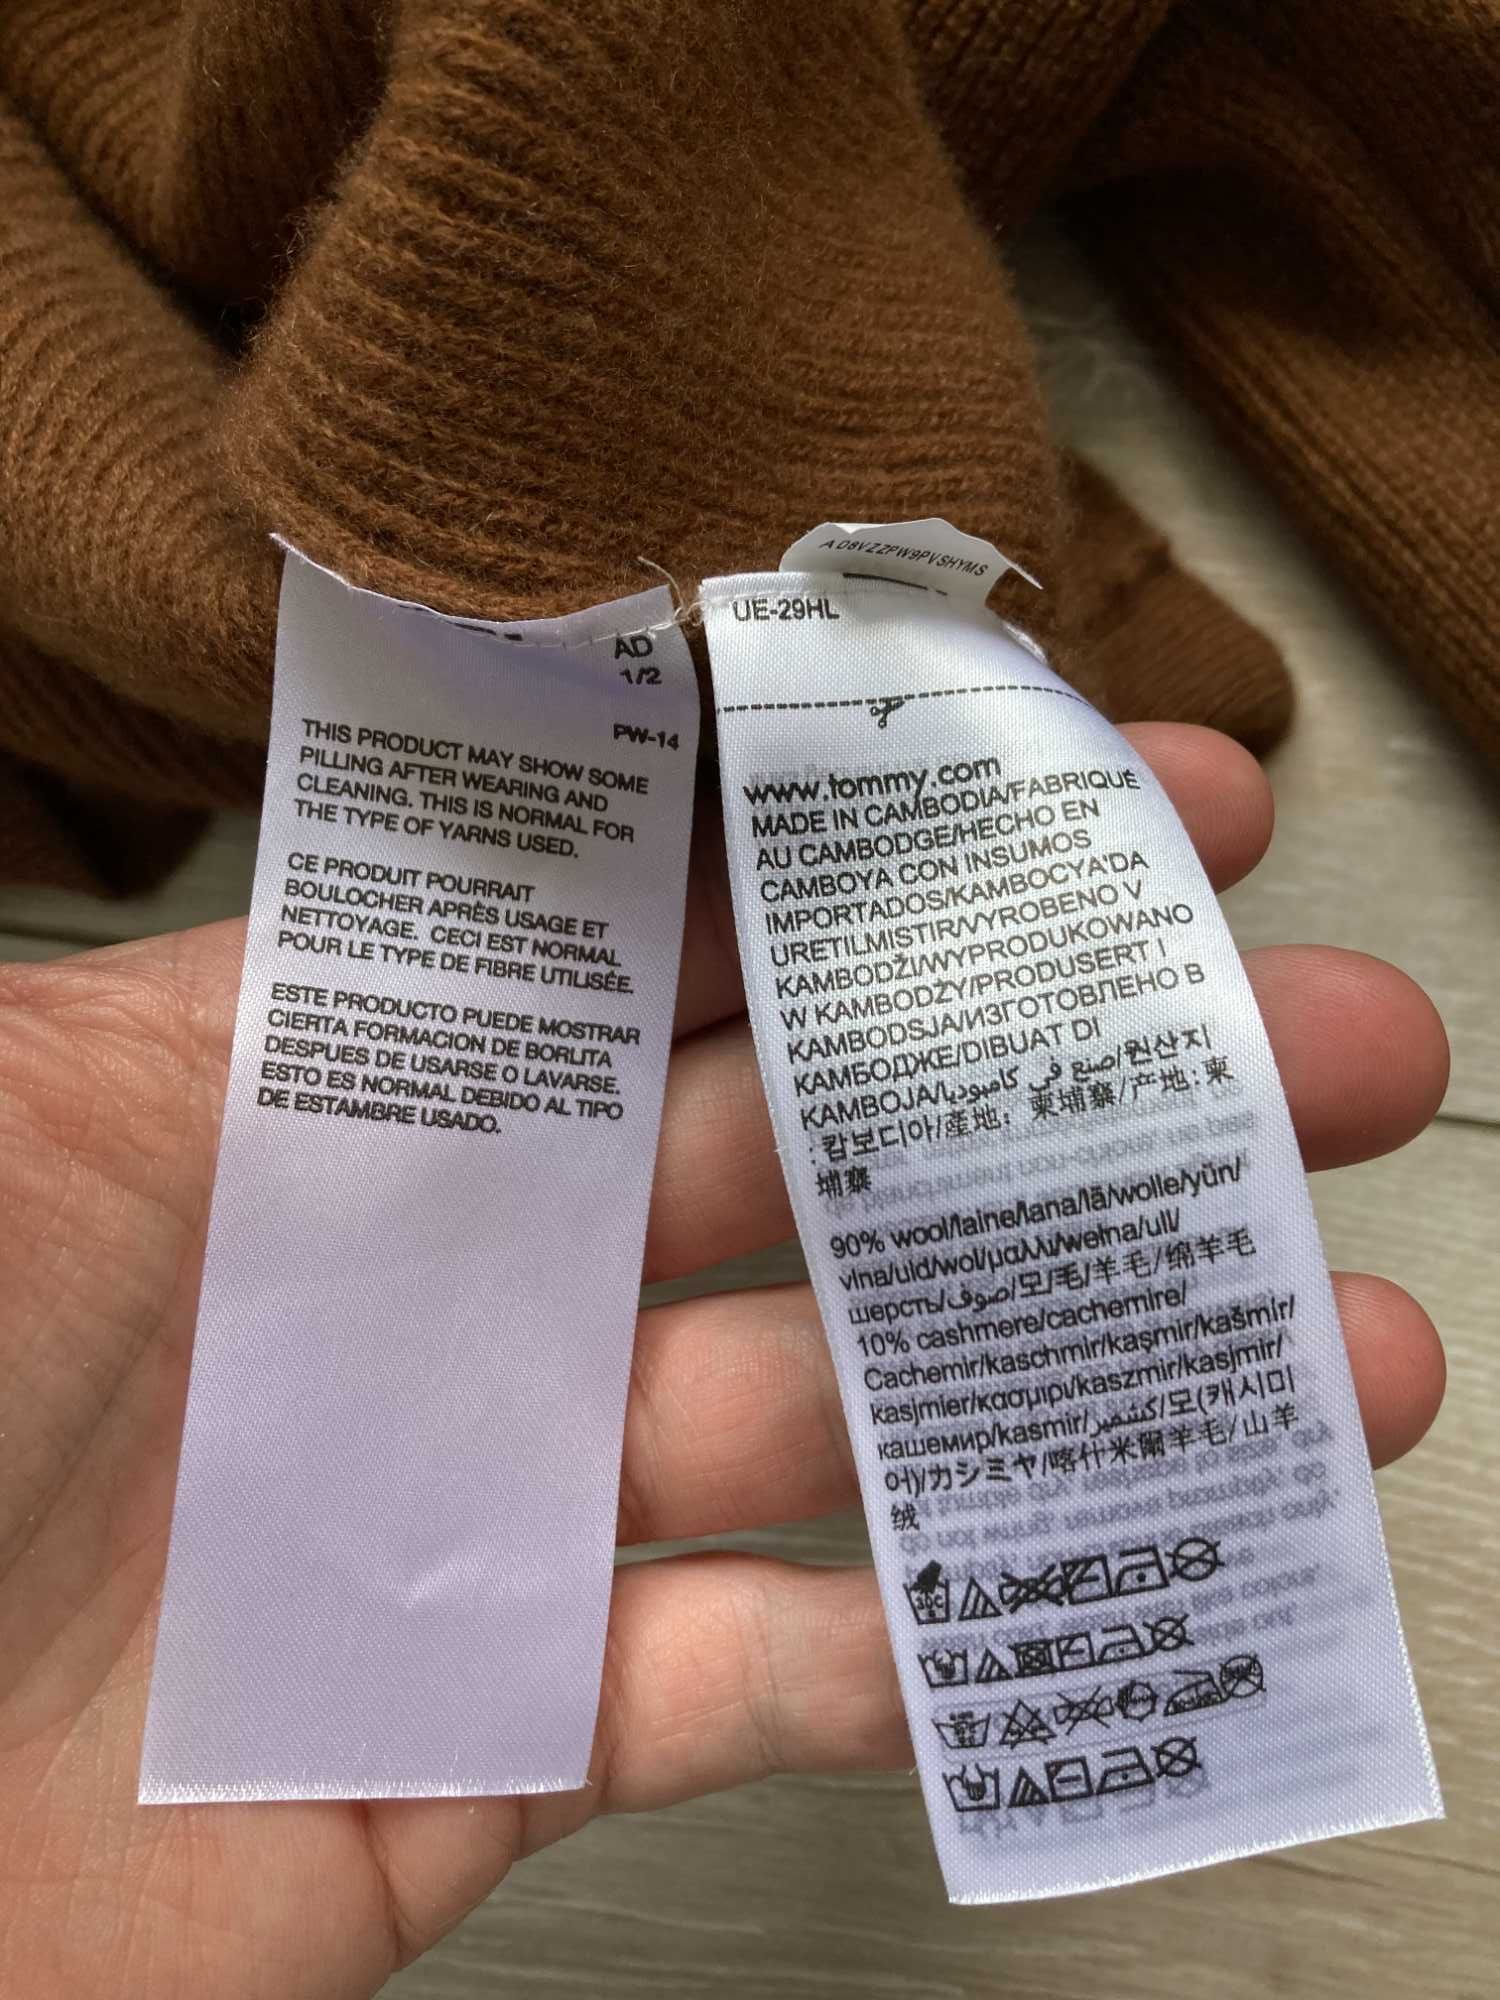 AD
1/2
PW-14
THIS PRODUCT MAY SHOW SOME
PILLING AFTER WEARING AND
CLEANING. THIS IS NORMAL FOR
THE TYPE OF YARNS USED.
CE PRODUIT POURRAIT
BOULOCHER APRÈS USAGE ET
NETTOYAGE. CECI EST NORMAL
POUR LE TYPE DE FIBRE UTILISÉE.
ESTE PRODUCTO PUEDE MOSTRAR
CIERTA FORMACION DE BORLITA
DESPUES DE USARSE O LAVARSE.
ESTO ES NORMAL DEBIDO AL TIPO
DE ESTAMBRE USADO.
A08VZZPW9PVSHYMS
UE-29HL
www.tommy.com
MADE IN CAMBODIA/FABRIQUÉ
AU CAMBODGE/HECHO EN
CAMBOYA CON INSUMOS
IMPORTADOS/KAMBOCYA'DA
URETILMISTIR/VYROBENO V
KAMBODŽI/WYPRODUKOWANO
W KAMBODŻY/PRODUSERT I
KAMBODSJA/ИЗГОТОВЛЕНО В
КАМБОДЖЕ/DIBUAT DI
KAMBOJA/صنع في كامبوديا/원산지
: 캄보디아/產地: 柬埔寨/产地: 柬
埔寨
90% wool/laine/lana/lã/wolle/yün/
vlna/uld/wol/μαλλι/wełna/ull/
шерсть/صوف/모/毛/羊毛/绵羊毛
10% cashmere/cachemire/
Cachemir/kaschmir/kaşmir/kašmír/
kasjmier/κασμιρι/kaszmir/kasjmir/
кашемир/kasmir/كشمير/모(캐시미
어)/カシミヤ/喀什米爾羊毛/山羊
绒
30C